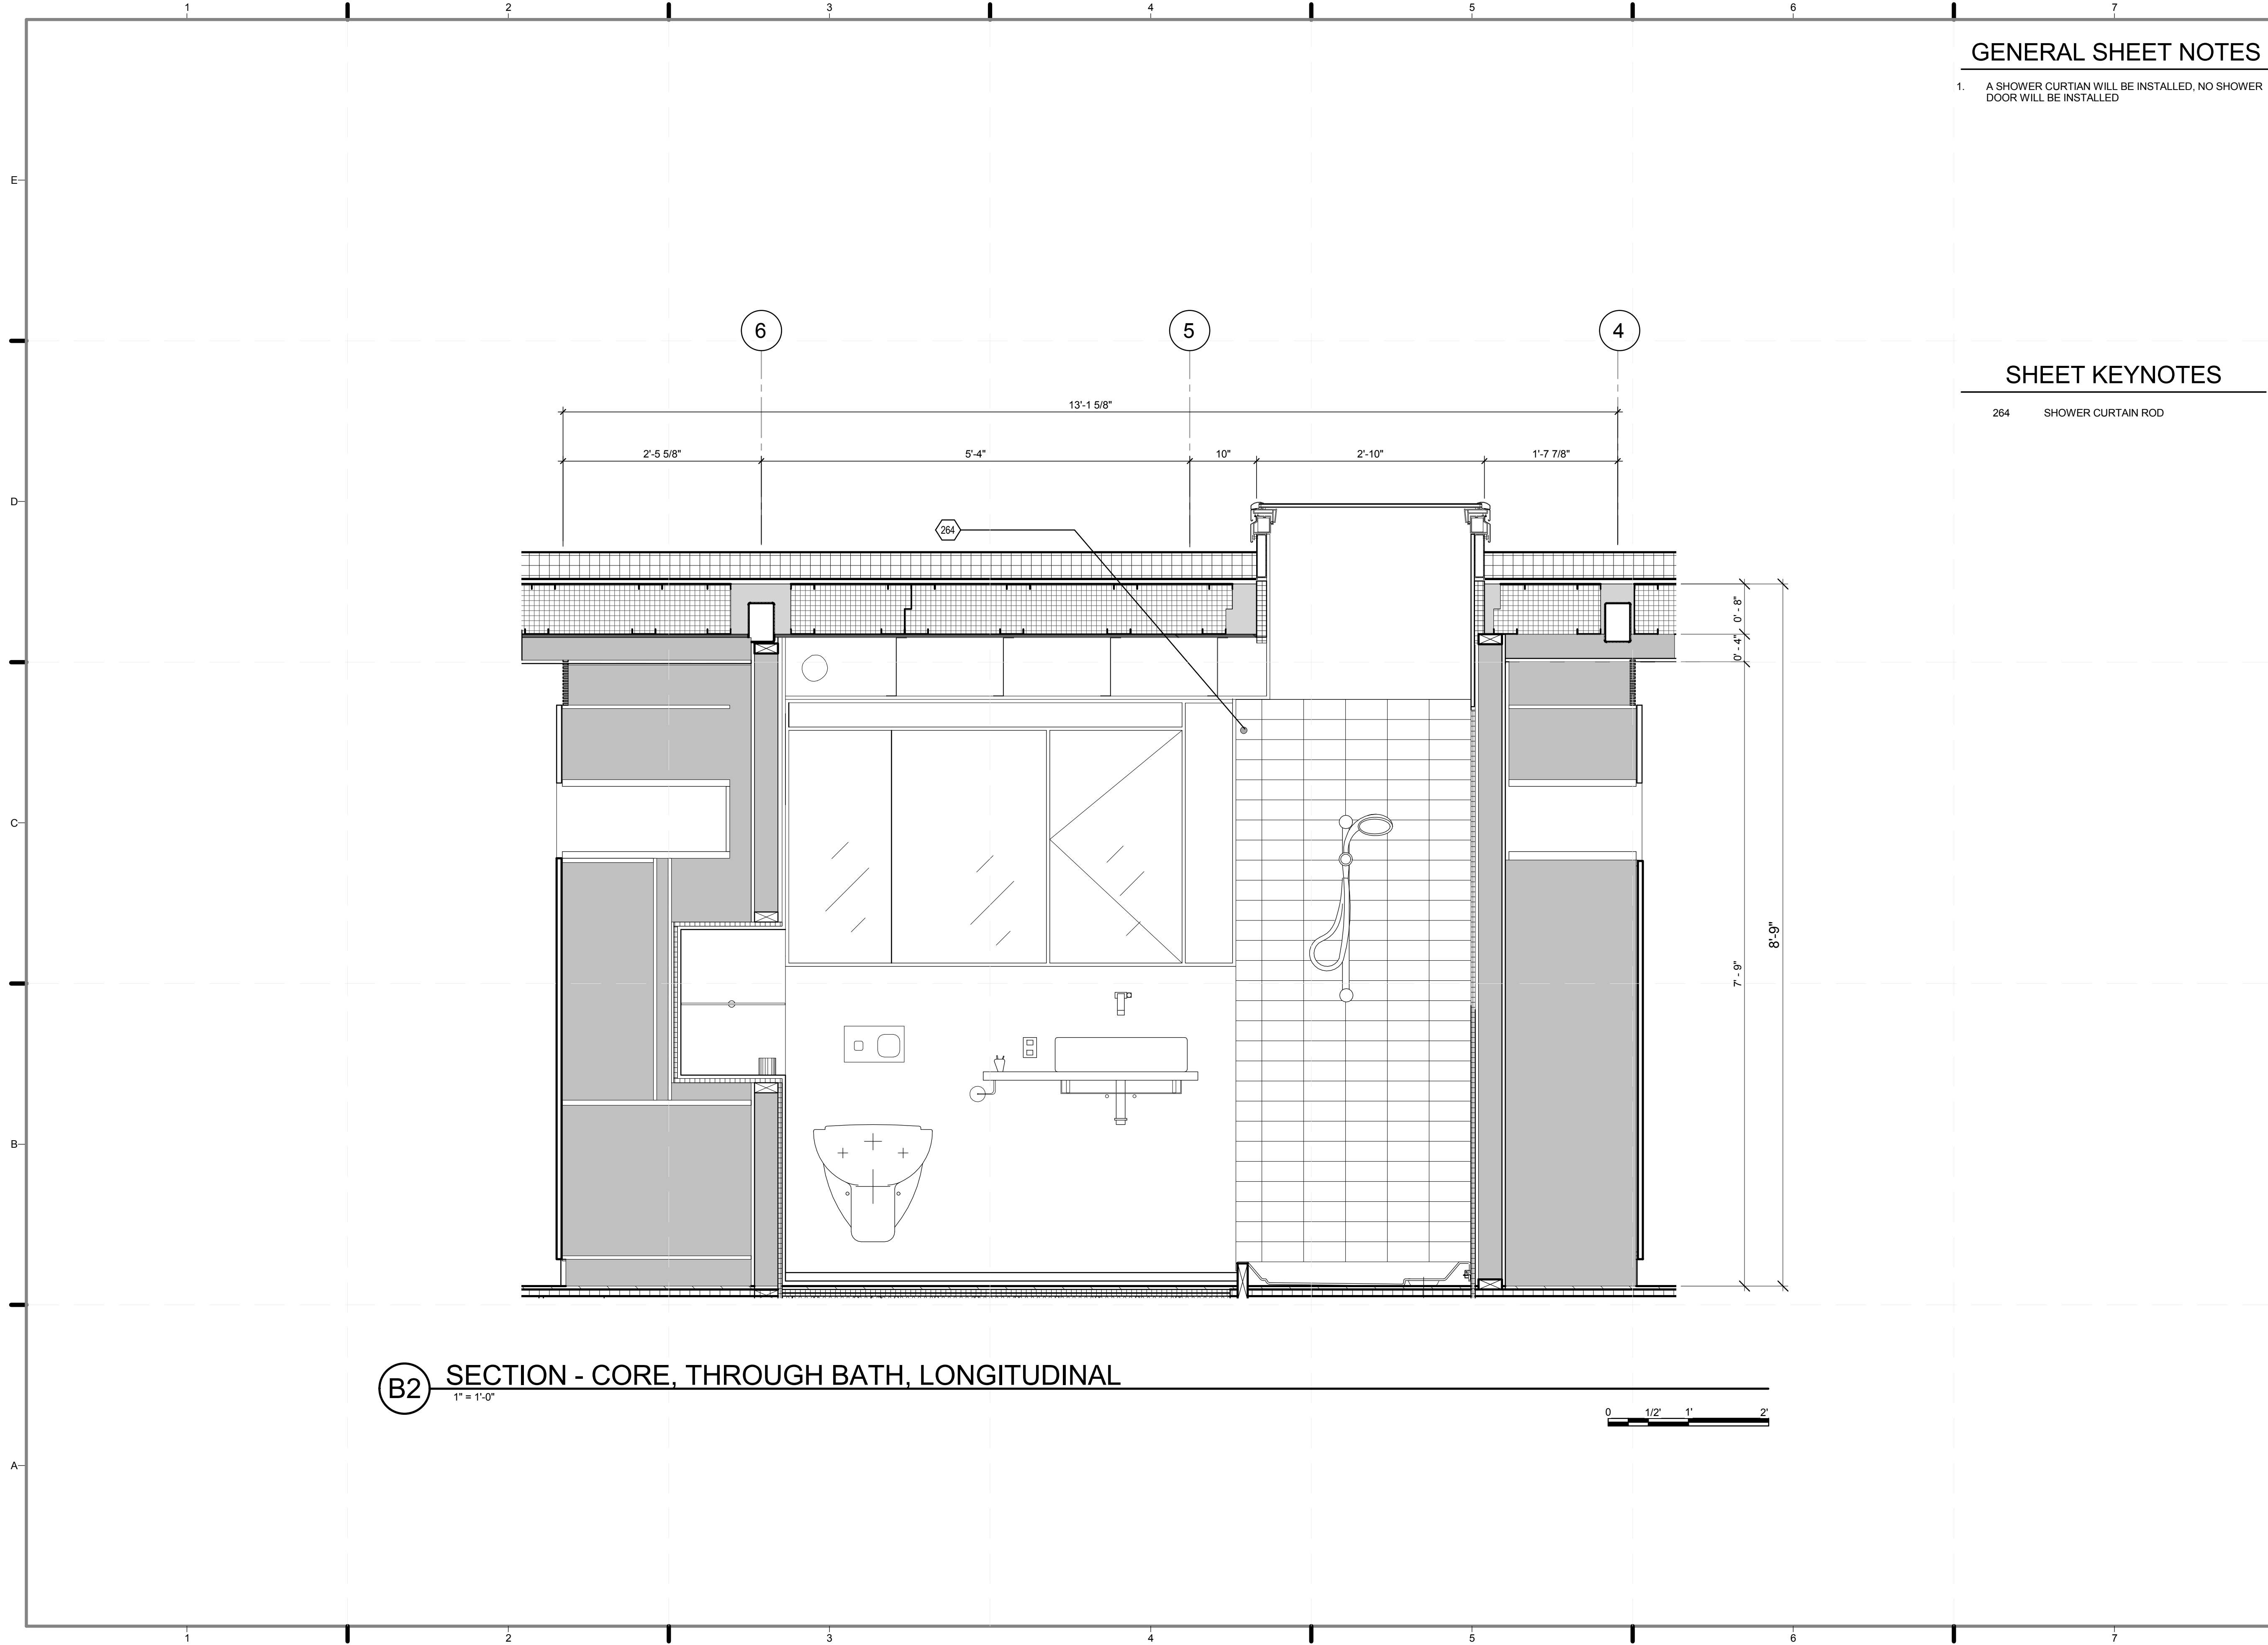 1 2 3 4 5 6 7
GENERAL SHEET NOTES
1. A SHOWER CURTIAN WILL BE INSTALLED, NO SHOWER
DOOR WILL BE INSTALLED
E
6 5 4
SHEET KEYNOTES
13'-1 5/8"
264 SHOWER CURTAIN ROD
2'-5 5/8" 5'-4" 10" 2'-10" 1'-7 7/8"
D
264
0' - 8"
0' - 4"
C
8'-9"
7' - 9"
B
B2 SECTION - CORE, THROUGH BATH, LONGITUDINAL
1" = 1'-0"
0 1/2' 1' 2'
A
1 2 3 4 5 6 7